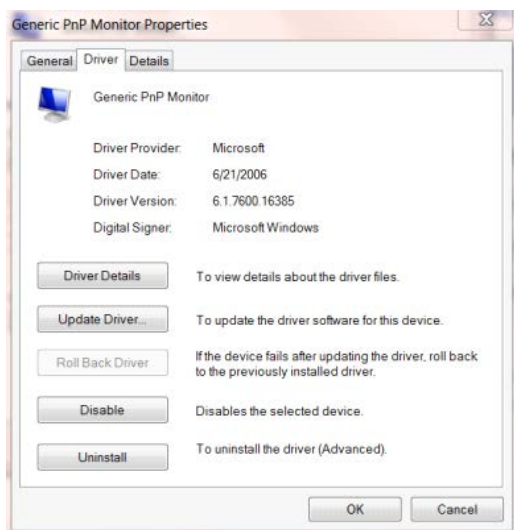 Generic PnP Monitor Properties
General Driver Details
Generic PnP Monitor
Driver Provider: Microsoft
Driver Date: 6/21/2006
Driver Version: 6.1.7600.16385
Digital Signer: Microsoft Windows
Driver Details To view details about the driver files.
Update Driver... To update the driver software for this device.
Roll Back Driver If the device fails after updating the driver, roll back
to the previously installed driver.
Disable Disables the selected device.
Uninstall To uninstall the driver (Advanced).
OK Cancel